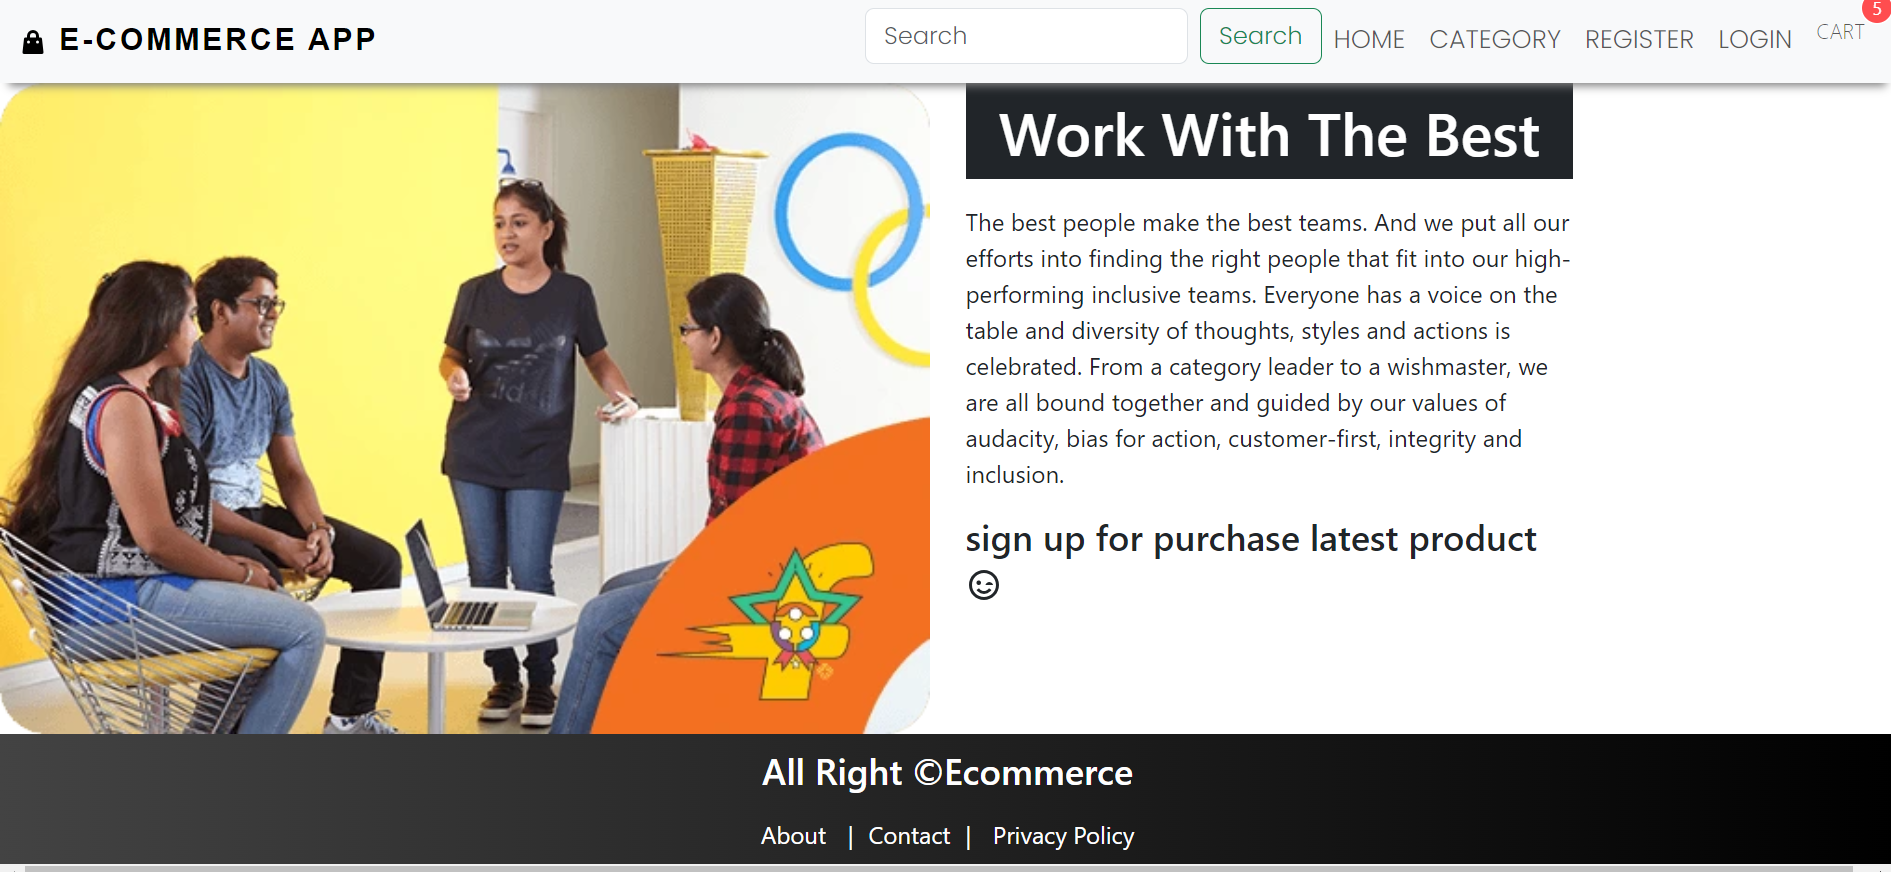 E-COMMERCE APP
Search
Search
HOME
CATEGORY
REGISTER
LOGIN
CART
5
Work With The Best
The best people make the best teams. And we put all our
efforts into finding the right people that fit into our high-
performing inclusive teams. Everyone has a voice on the
table and diversity of thoughts, styles and actions is
celebrated. From a category leader to a wishmaster, we
are all bound together and guided by our values of
audacity, bias for action, customer-first, integrity and
inclusion.
sign up for purchase latest product
All Right ©Ecommerce
About | Contact | Privacy Policy